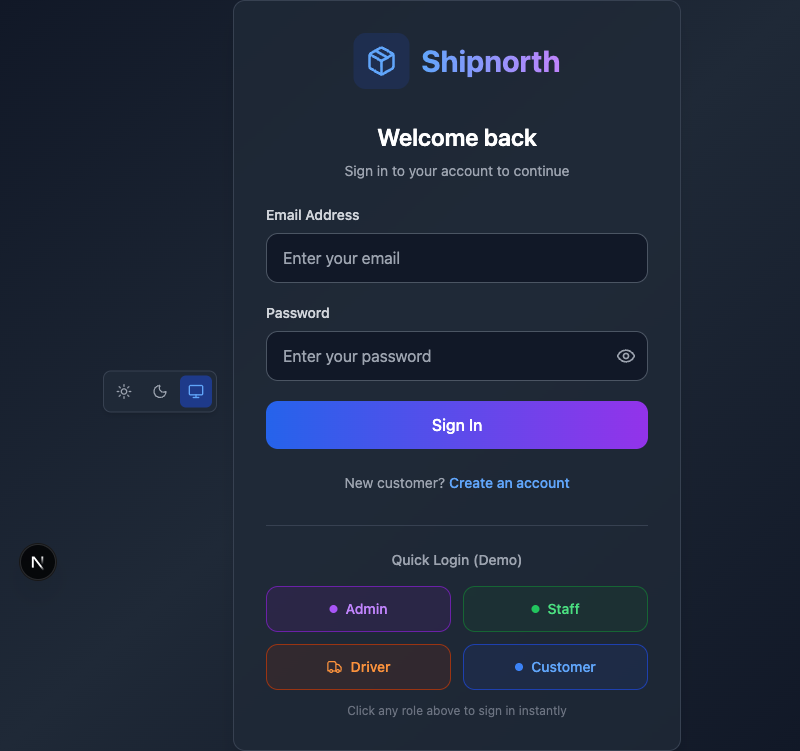 Shipnorth
Welcome back
Sign in to your account to continue
Email Address
Enter your email
Password
Enter your password
Sign In
New customer? Create an account
N
Quick Login (Demo)
Admin
Staff
Driver
Customer
Click any role above to sign in instantly